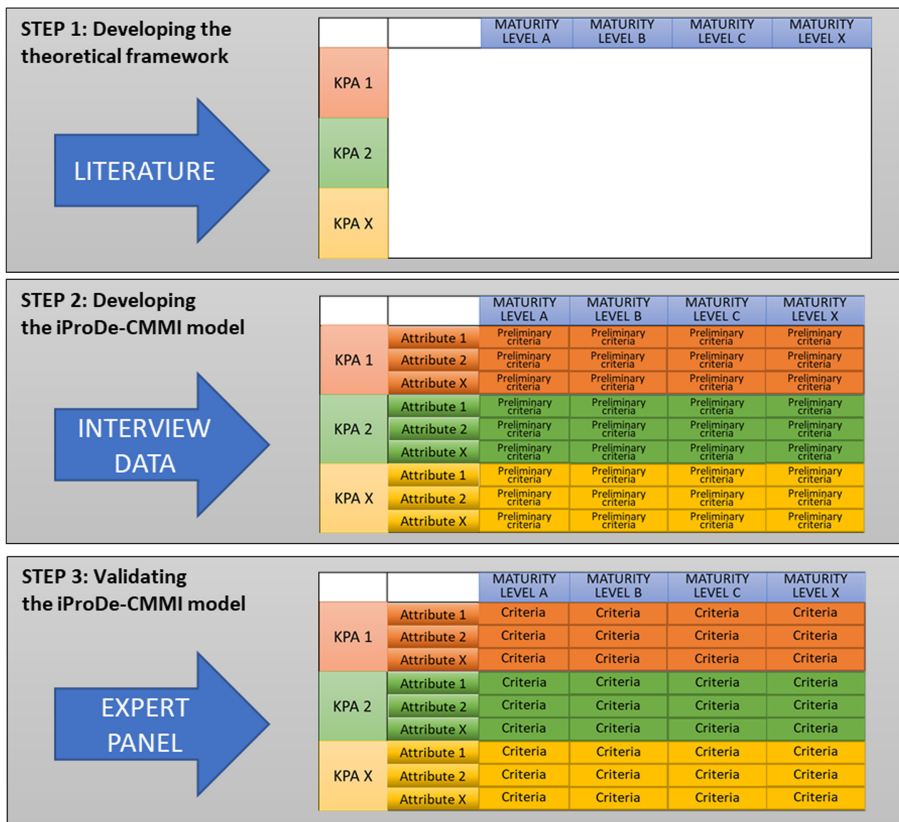 STEP 1: Developing the
theoretical framework
LITERATURE
MATURITY LEVEL A MATURITY LEVEL B MATURITY LEVEL C MATURITY LEVEL X
KPA 1
KPA 2
KPA X
STEP 2: Developing
the iProDe-CMMI model
INTERVIEW
DATA
MATURITY LEVEL A MATURITY LEVEL B MATURITY LEVEL C MATURITY LEVEL X
KPA 1
Attribute 1 Preliminary criteria Preliminary criteria Preliminary criteria Preliminary criteria
Attribute 2 Preliminary criteria Preliminary criteria Preliminary criteria Preliminary criteria
Attribute X Preliminary criteria Preliminary criteria Preliminary criteria Preliminary criteria
KPA 2
Attribute 1 Preliminary criteria Preliminary criteria Preliminary criteria Preliminary criteria
Attribute 2 Preliminary criteria Preliminary criteria Preliminary criteria Preliminary criteria
Attribute X Preliminary criteria Preliminary criteria Preliminary criteria Preliminary criteria
KPA X
Attribute 1 Preliminary criteria Preliminary criteria Preliminary criteria Preliminary criteria
Attribute 2 Preliminary criteria Preliminary criteria Preliminary criteria Preliminary criteria
Attribute X Preliminary criteria Preliminary criteria Preliminary criteria Preliminary criteria
STEP 3: Validating
the iProDe-CMMI model
EXPERT
PANEL
MATURITY LEVEL A MATURITY LEVEL B MATURITY LEVEL C MATURITY LEVEL X
KPA 1
Attribute 1 Criteria Criteria Criteria Criteria
Attribute 2 Criteria Criteria Criteria Criteria
Attribute X Criteria Criteria Criteria Criteria
KPA 2
Attribute 1 Criteria Criteria Criteria Criteria
Attribute 2 Criteria Criteria Criteria Criteria
Attribute X Criteria Criteria Criteria Criteria
KPA X
Attribute 1 Criteria Criteria Criteria Criteria
Attribute 2 Criteria Criteria Criteria Criteria
Attribute X Criteria Criteria Criteria Criteria